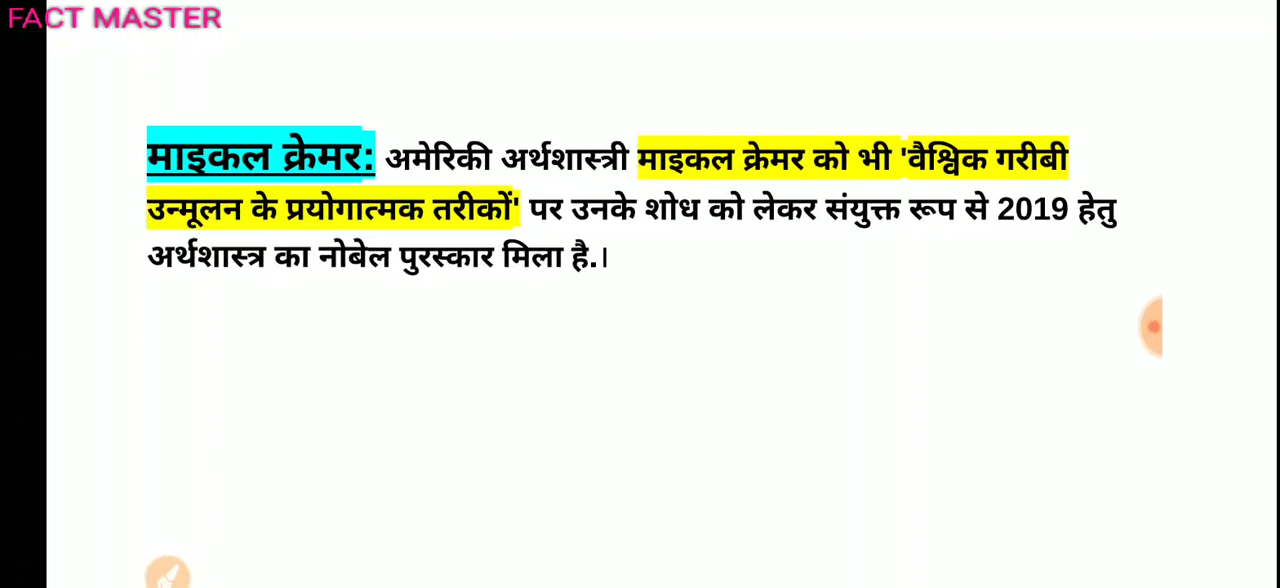 FACT MASTER
माइकल क्रेमर: अमेरिकी अर्थशास्त्री माइकल क्रेमर को भी 'वैश्विक गरीबी
उन्मूलन के प्रयोगात्मक तरीकों' पर उनके शोध को लेकर संयुक्त रूप से 2019 हेतु
अर्थशास्त्र का नोबेल पुरस्कार मिला है.।